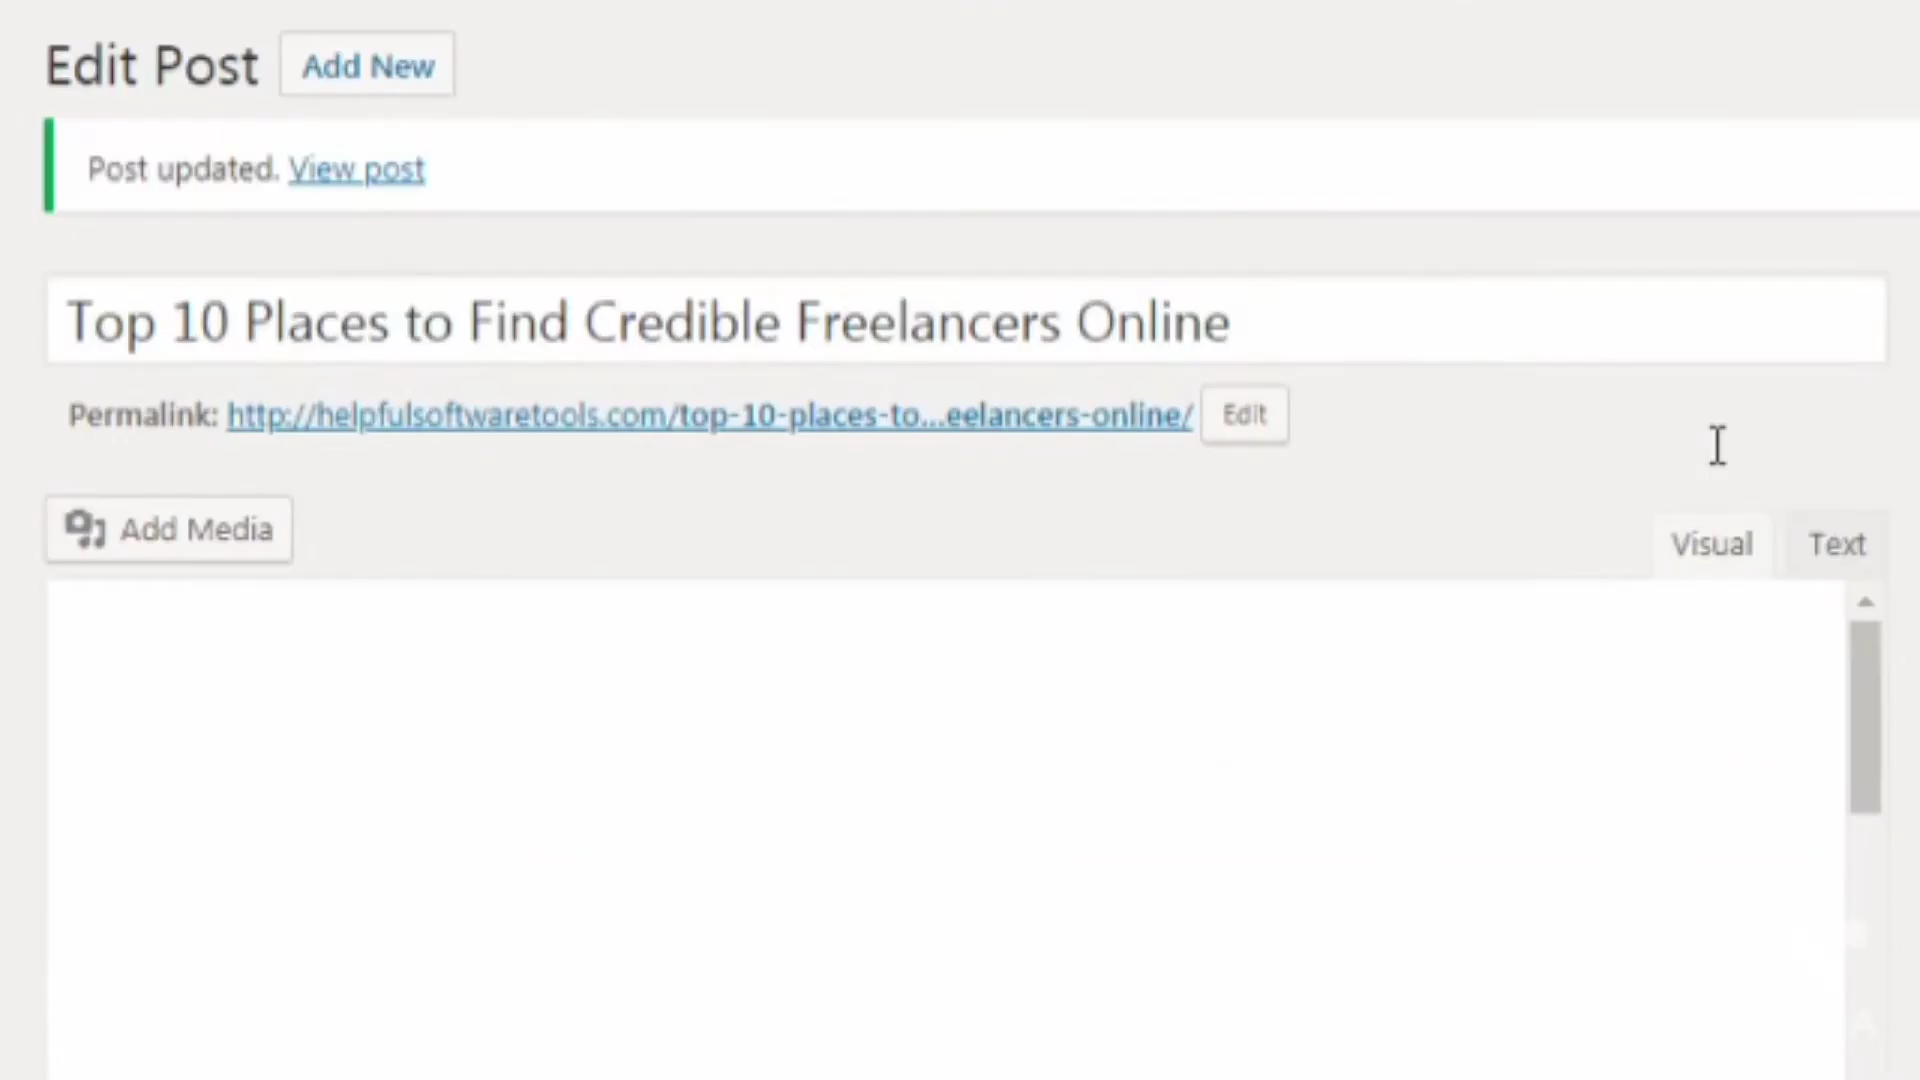 Edit Post Add New
Post updated. View post
Top 10 Places to Find Credible Freelancers Online
Permalink: http://helpfulsoftwaretools.com/top-10-places-to...eelancers-online/ Edit
Add Media
Visual Text